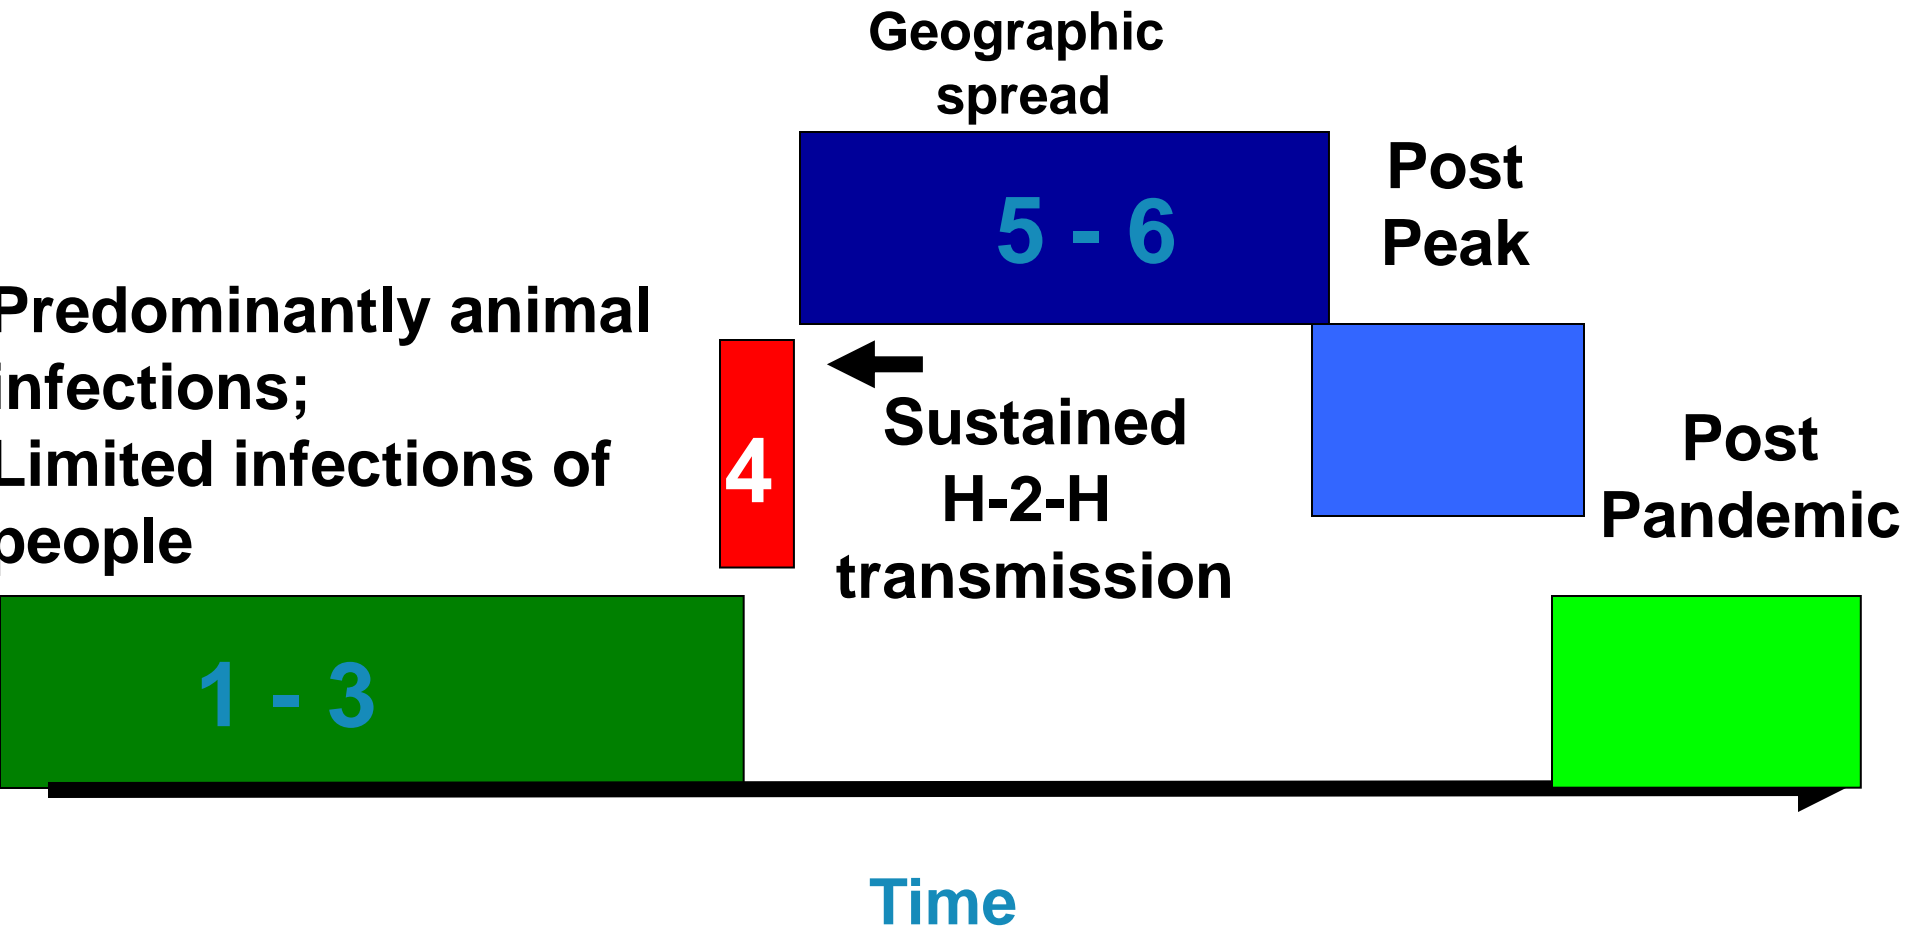 Geographic
spread
5 - 6
Post
Peak
Predominantly animal
infections;
Limited infections of
people
4
Sustained
H-2-H
transmission
Post
Pandemic
1 - 3
Time